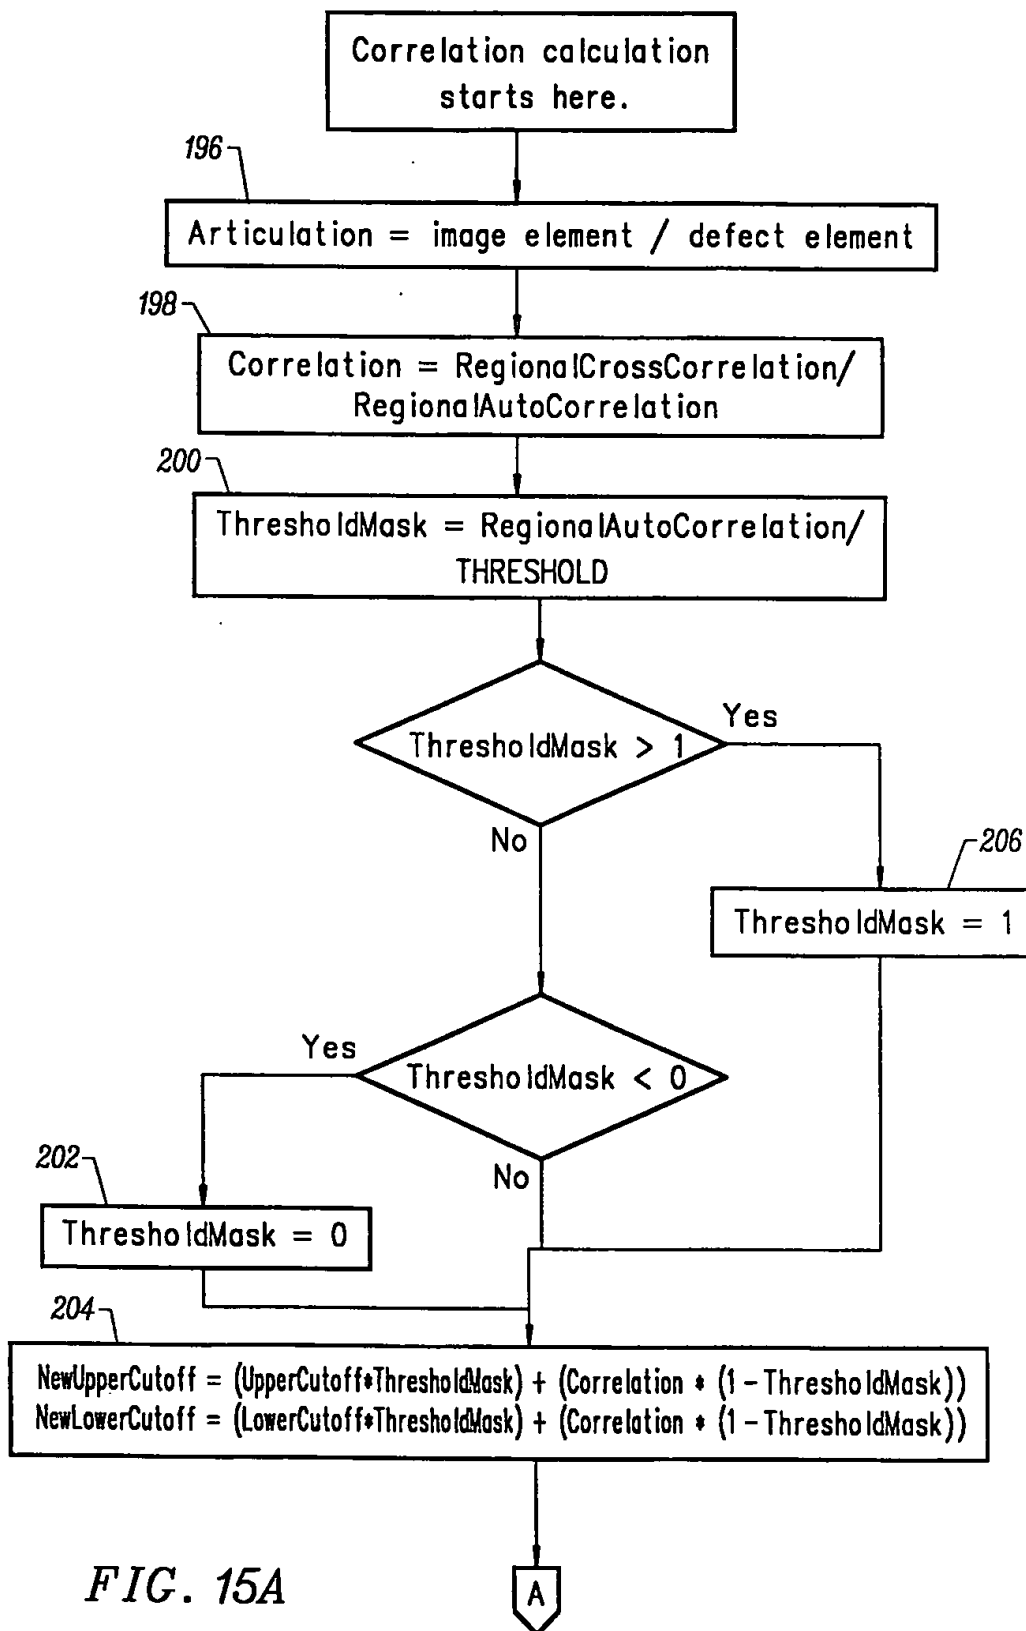 Correlation calculation
starts here.
196
Articulation = image element / defect element
198
Correlation = RegionalCrossCorrelation/
RegionalAutoCorrelation
200
ThresholdMask = RegionalAutoCorrelation/
THRESHOLD
ThresholdMask > 1
Yes
No
206
ThresholdMask = 1
ThresholdMask < 0
Yes
No
202
ThresholdMask = 0
204
NewUpperCutoff = (UpperCutoff*ThresholdMask) + (Correlation * (1-ThresholdMask))
NewLowerCutoff = (LowerCutoff*ThresholdMask) + (Correlation * (1-ThresholdMask))
A
FIG. 15A